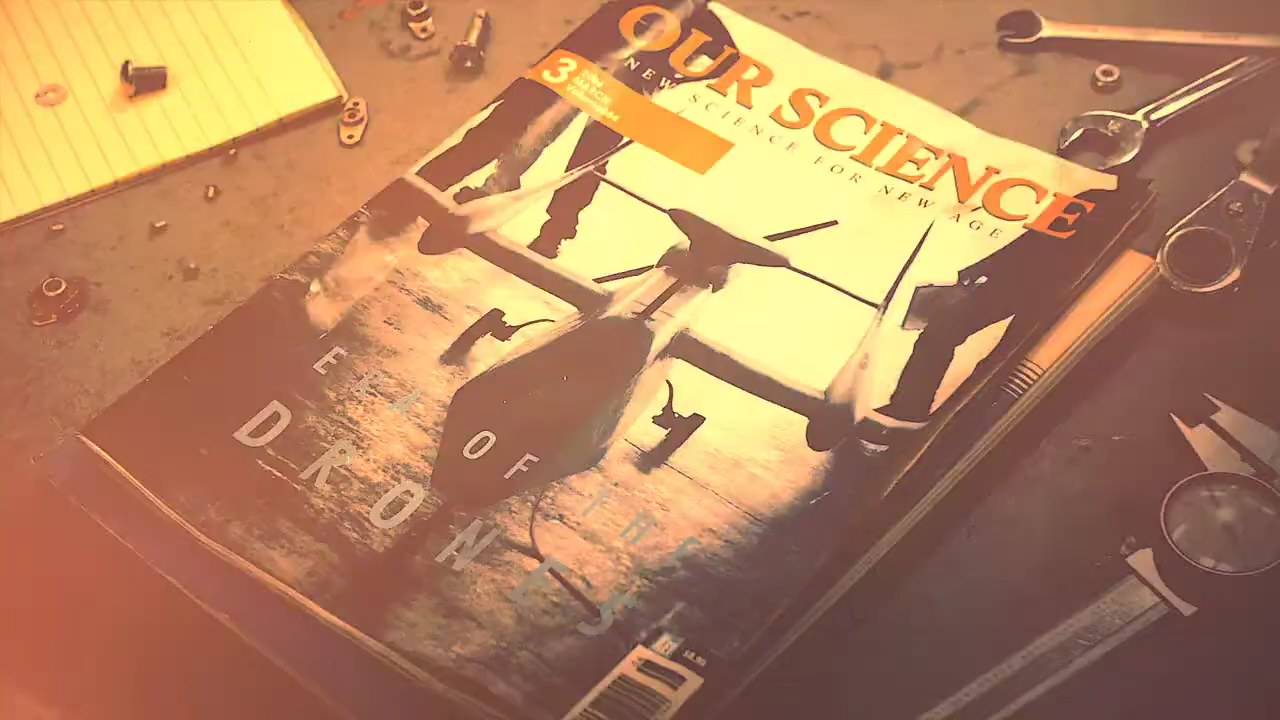 OUR SCIENCE
NEW SCIENCE FOR NEW AGE
3
ERA OF THE
DRONES